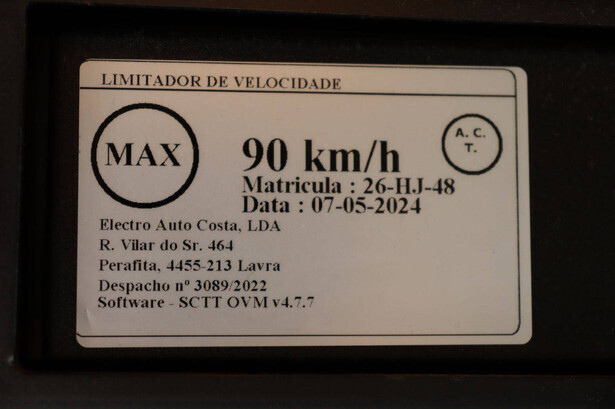 LIMITADOR DE VELOCIDADE
MAX
90 km/h
A. C.
T.
Matricula : 26-HJ-48
Data : 07-05-2024
Electro Auto Costa, LDA
R. Vilar do Sr. 464
Perafita, 4455-213 Lavra
Despacho nº 3089/2022
Software - SCTT OVM v4.7.7